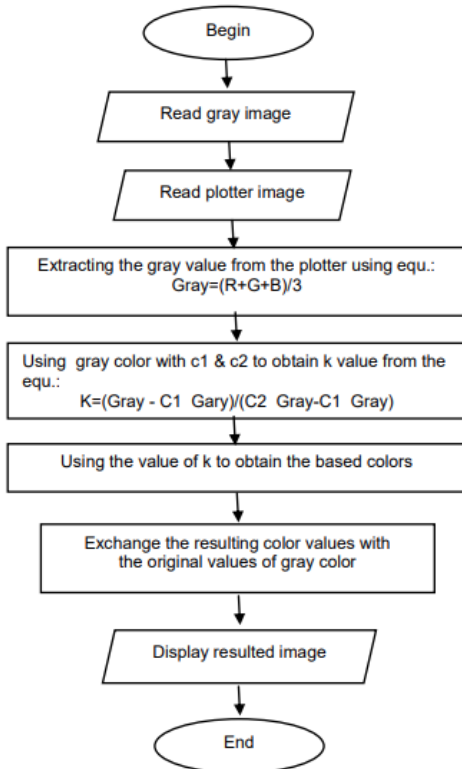 Begin
Read gray image
Read plotter image
Extracting the gray value from the plotter using equ.:
Gray=(R+G+B)/3
Using gray color with c1 & c2 to obtain k value from the
equ.:
K=(Gray - C1 Gary)/(C2 Gray-C1 Gray)
Using the value of k to obtain the based colors
Exchange the resulting color values with
the original values of gray color
Display resulted image
End